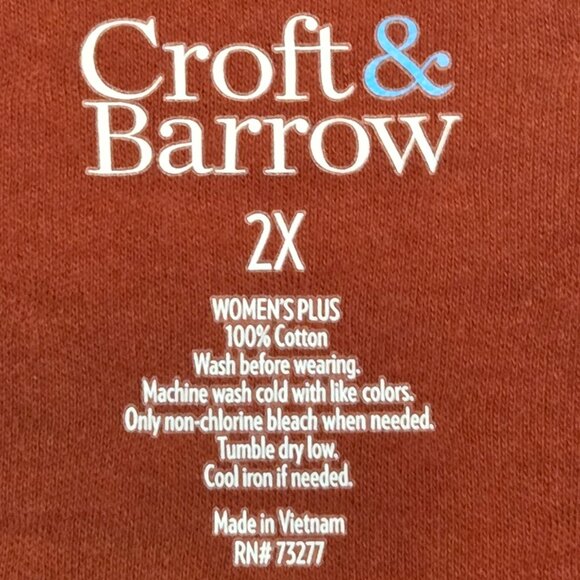 Croft &
Barrow
2X
WOMEN'S PLUS
100% Cotton
Wash before wearing.
Machine wash cold with like colors.
Only non-chlorine bleach when needed.
Tumble dry low.
Cool iron if needed.
Made in Vietnam
RN# 73277